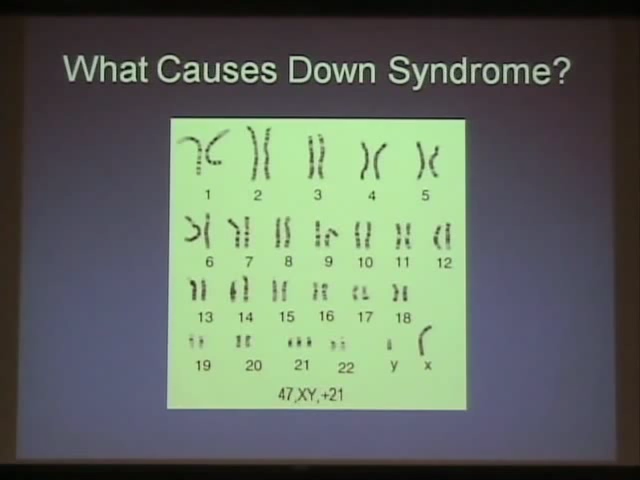 What Causes Down Syndrome?
1 2 3 4 5
6 7 8 9 10 11 12
13 14 15 16 17 18
19 20 21 22 y x
47,XY,+21